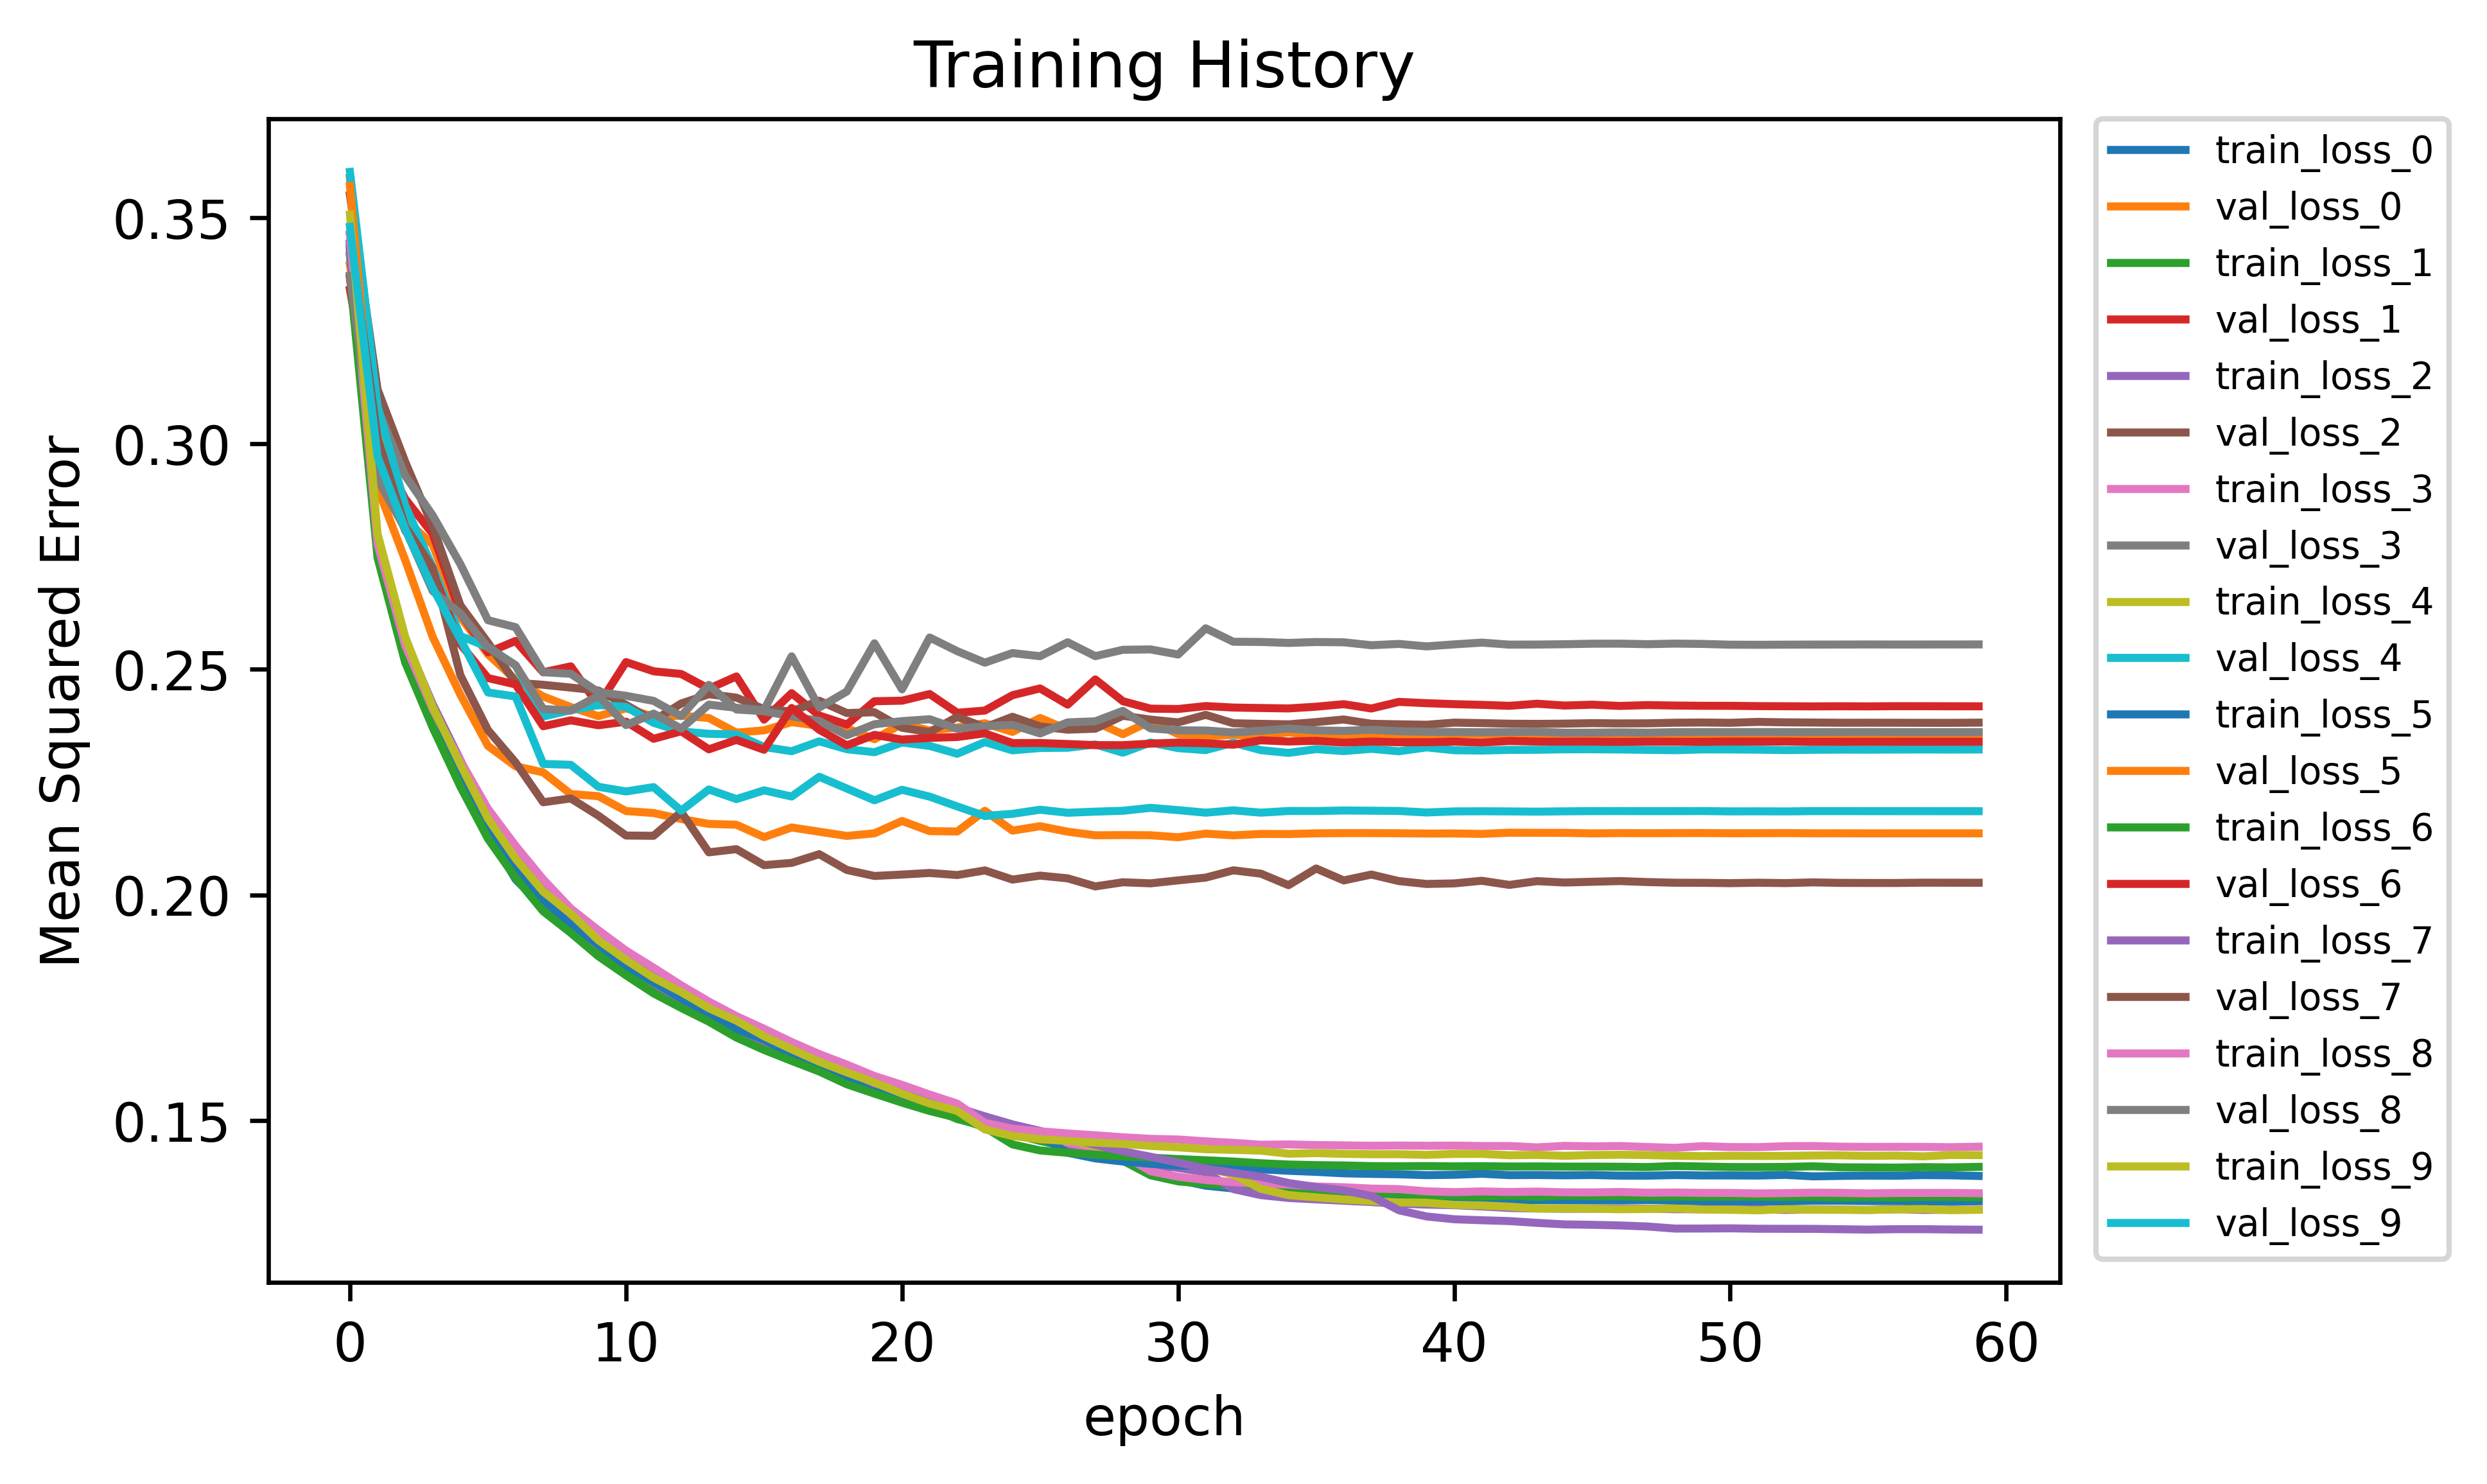 Training History
Mean Squared Error
0.35
0.30
0.25
0.20
0.15
0 10 20 30 40 50 60
epoch
train_loss_0
val_loss_0
train_loss_1
val_loss_1
train_loss_2
val_loss_2
train_loss_3
val_loss_3
train_loss_4
val_loss_4
train_loss_5
val_loss_5
train_loss_6
val_loss_6
train_loss_7
val_loss_7
train_loss_8
val_loss_8
train_loss_9
val_loss_9